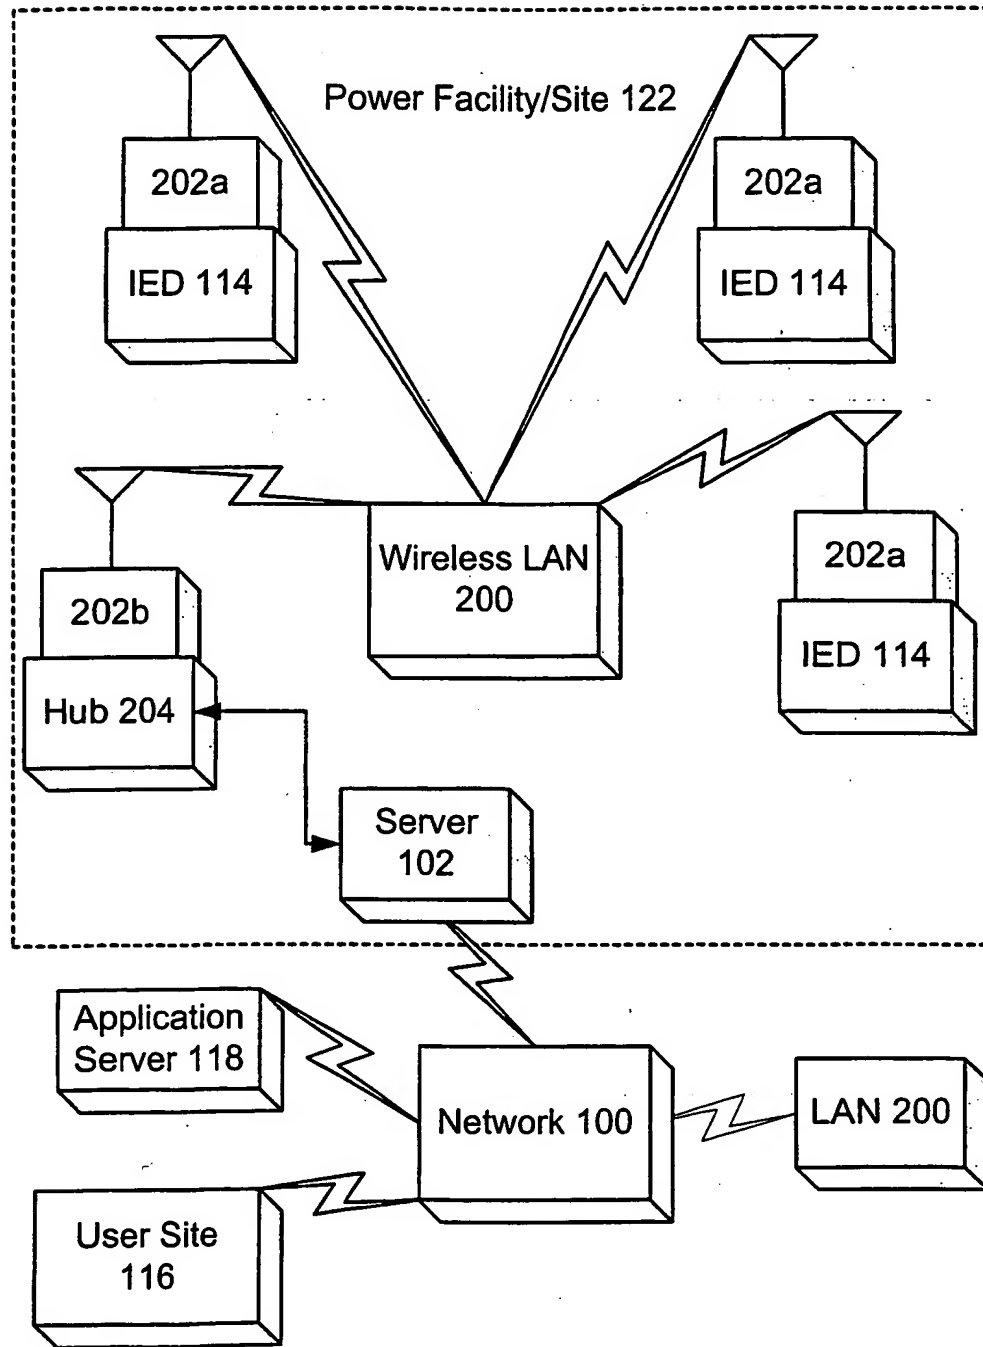 Power Facility/Site 122
202a
IED 114
202a
IED 114
202a
IED 114
Wireless LAN
200
202b
Hub 204
Server
102
Application
Server 118
Network 100
LAN 200
User Site
116